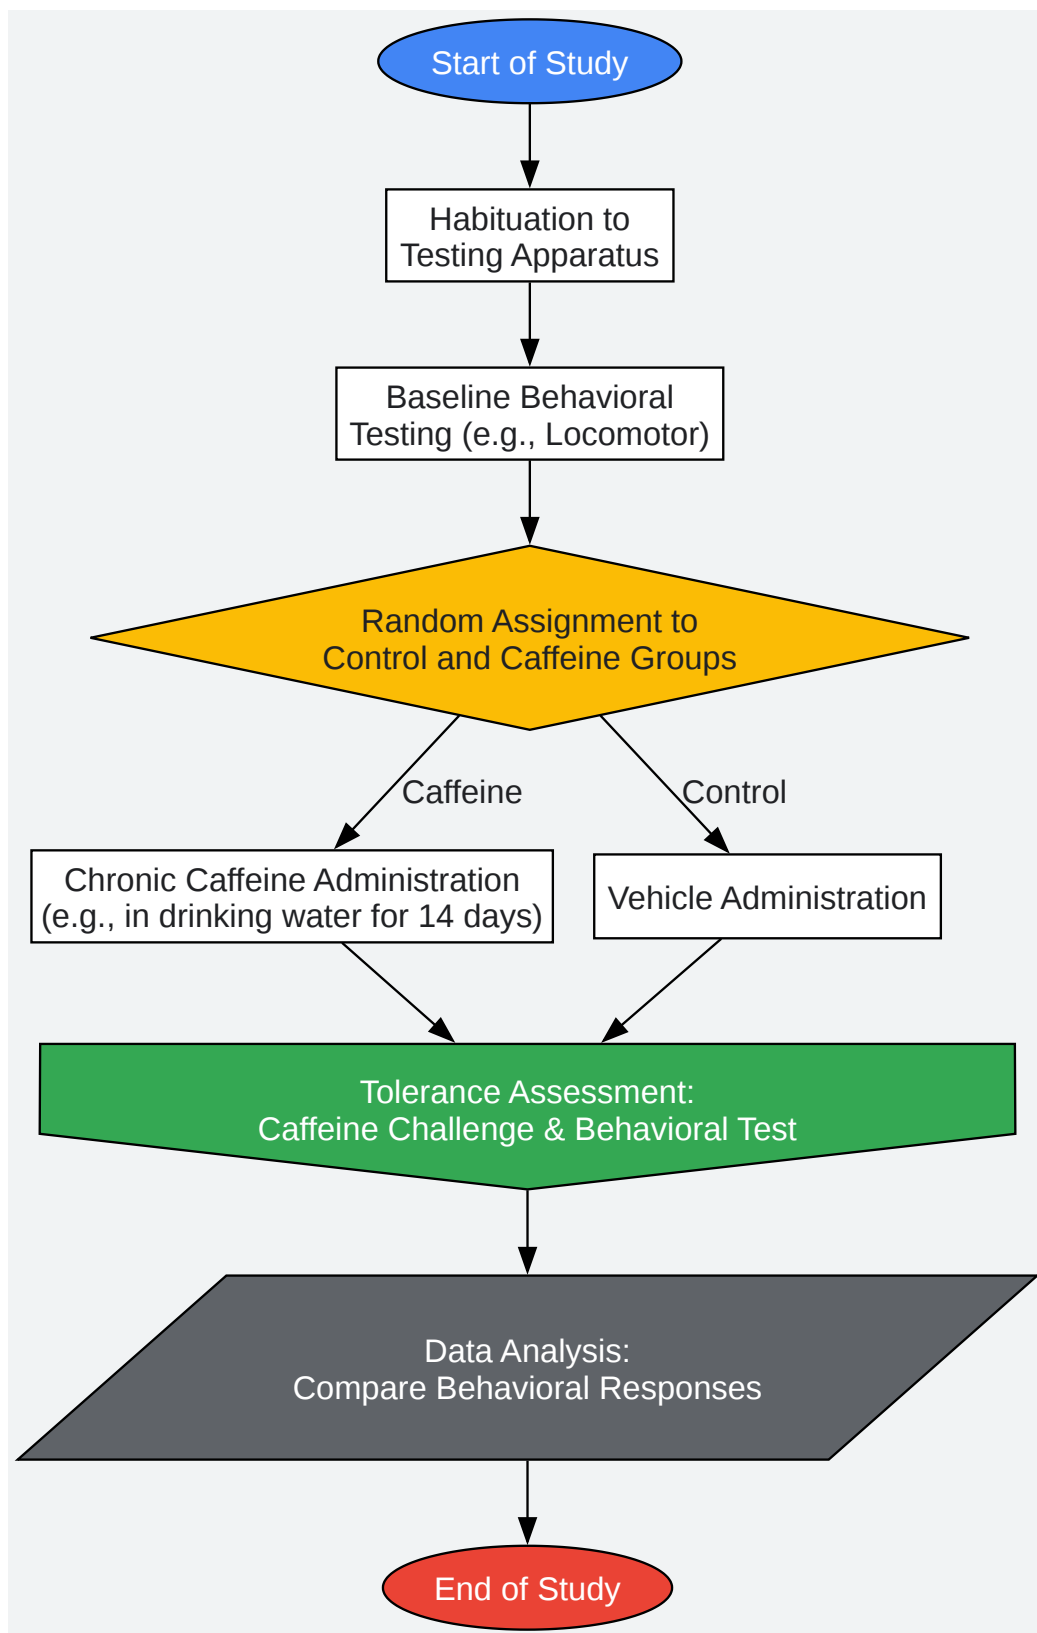 Start of Study
Habituation to
Testing Apparatus
Baseline Behavioral
Testing (e.g., Locomotor)
Random Assignment to
Control and Caffeine Groups
Caffeine
Control
Chronic Caffeine Administration
(e.g., in drinking water for 14 days)
Vehicle Administration
Tolerance Assessment:
Caffeine Challenge & Behavioral Test
Data Analysis:
Compare Behavioral Responses
End of Study